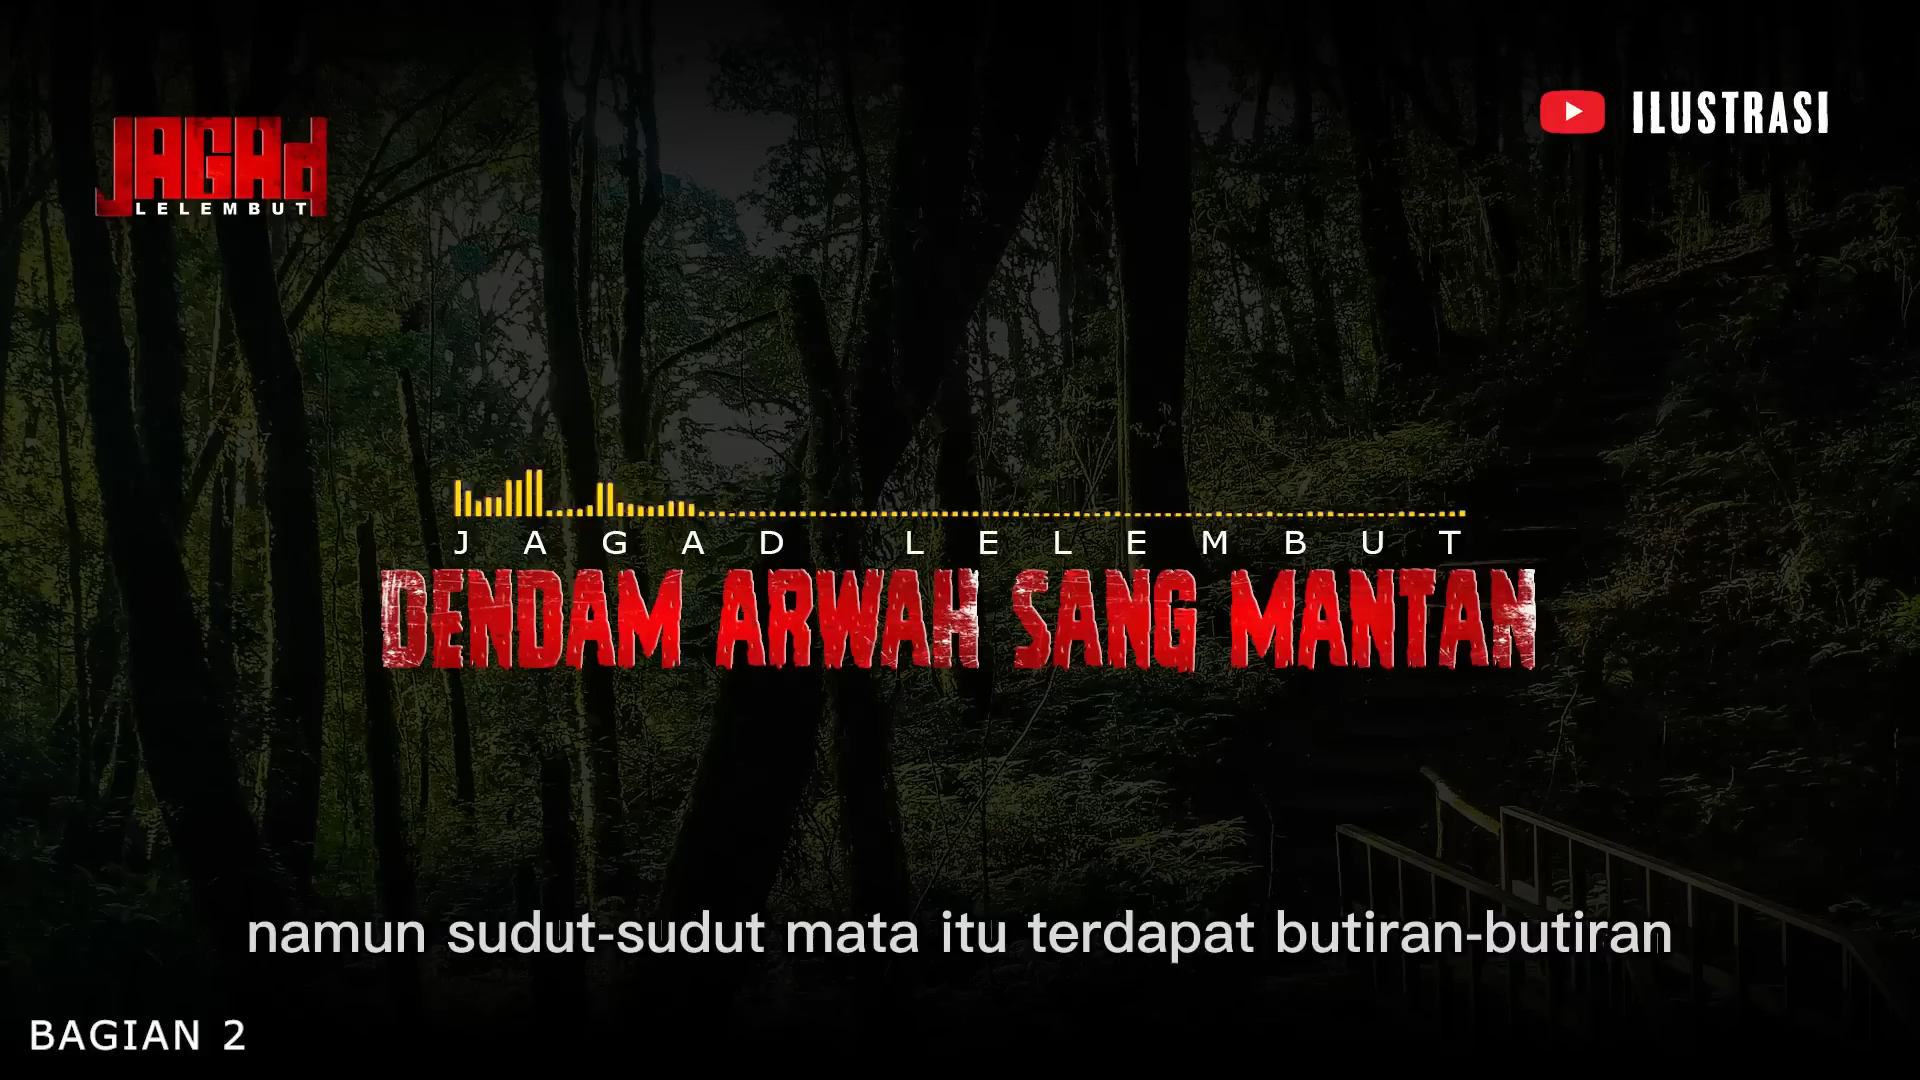 JAGAd
LELEMBUT
ILUSTRASI
JAGAD LELEMBUT
DENDAM ARWAH SANG MANTAN
namun sudut-sudut mata itu terdapat butiran-butiran
BAGIAN 2